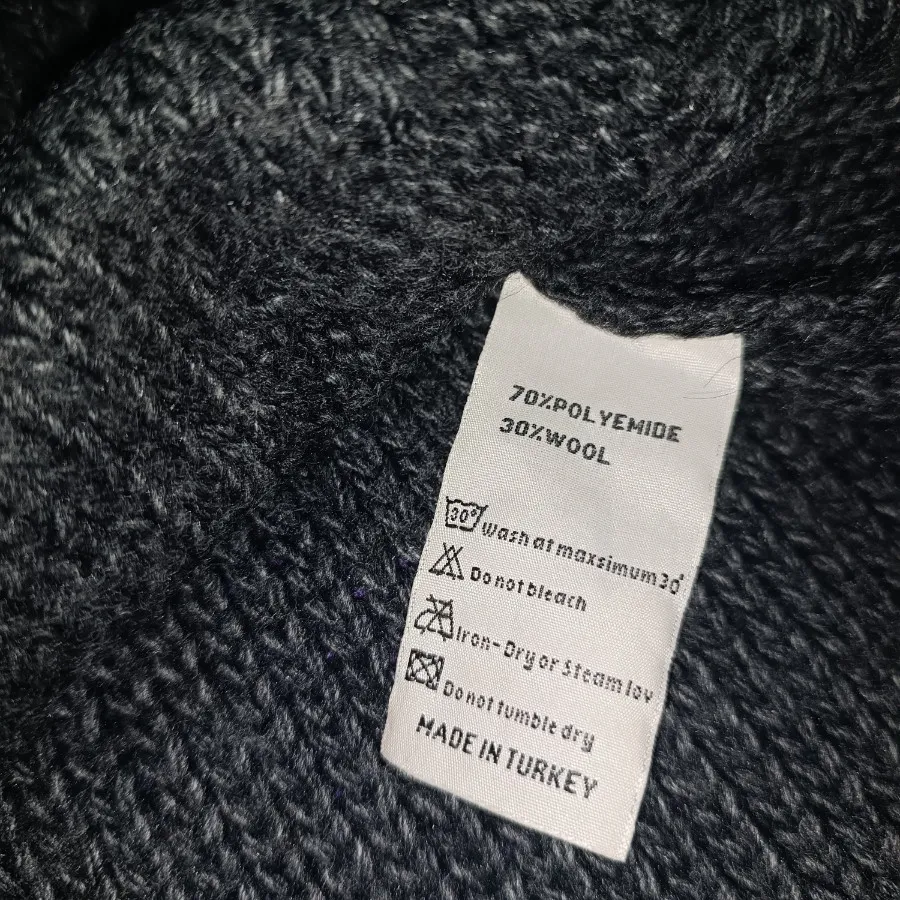 70%POLYEMIDE
30%WOOL
30° Wash at maxsimum 30°
Do not bleach
Iron-Dry or Steam lov
Do not tumble dry
MADE IN TURKEY